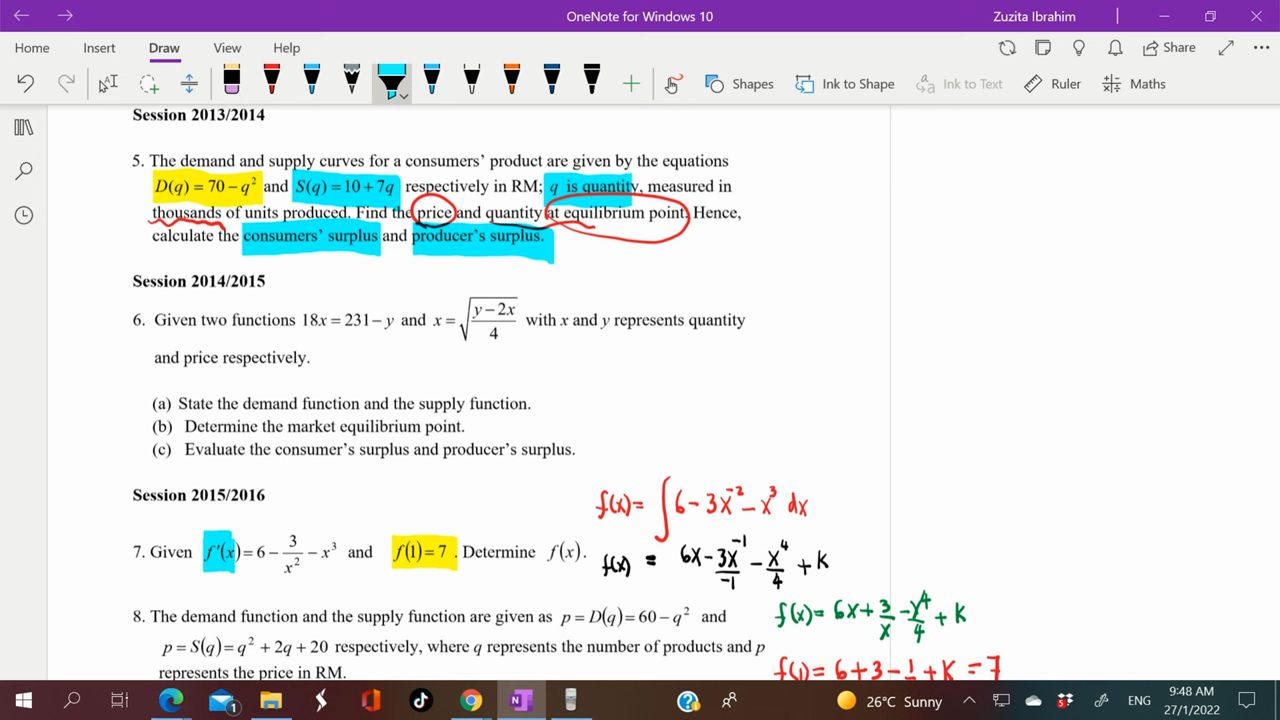 OneNote for Windows 10
Zuzita Ibrahim
Home Insert Draw View Help
Share
Shapes Ink to Shape Ink to Text Ruler Maths
Session 2013/2014
5. The demand and supply curves for a consumers' product are given by the equations
D(q) = 70 − q² and S(q) = 10 + 7q respectively in RM; q is quantity, measured in
thousands of units produced. Find the price and quantity at equilibrium point. Hence,
calculate the consumers' surplus and producer's surplus.
Session 2014/2015
6. Given two functions 18x = 231 − y and x = √((y − 2x)/4) with x and y represents quantity
and price respectively.
(a) State the demand function and the supply function.
(b) Determine the market equilibrium point.
(c) Evaluate the consumer's surplus and producer's surplus.
Session 2015/2016
f(x) = ∫ 6 − 3x⁻² − x³ dx
7. Given f'(x) = 6 − 3/x² − x³ and f(1) = 7. Determine f(x).
f(x) = 6x − 3x⁻¹/−1 − x⁴/4 + K
f(x) = 6x + 3/x − x⁴/4 + K
8. The demand function and the supply function are given as p = D(q) = 60 − q² and
p = S(q) = q² + 2q + 20 respectively, where q represents the number of products and p
represents the price in RM.
f(1) = 6 + 3 − 1 + K = 7
26°C Sunny
ENG
9:48 AM
27/1/2022